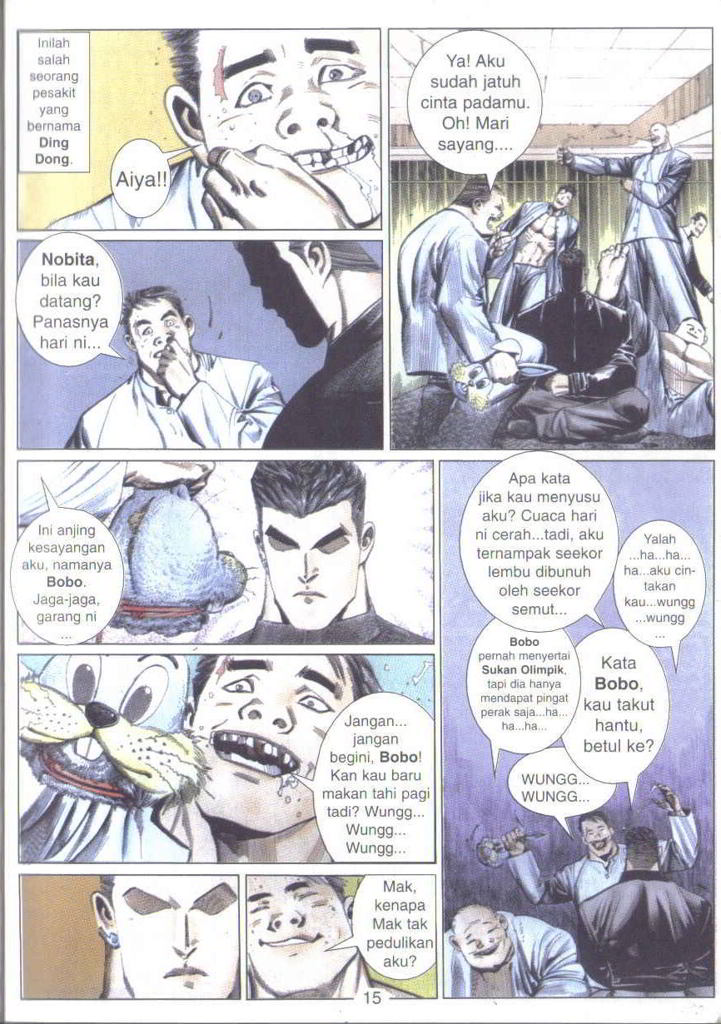 Inilah
salah
seorang
pesakit
yang
bernama
Ding
Dong.
Aiya!!
Ya! Aku
sudah jatuh
cinta padamu.
Oh! Mari
sayang....
Nobita,
bila kau
datang?
Panasnya
hari ni...
Ini anjing
kesayangan
aku, namanya
Bobo.
Jaga-jaga,
garang ni
...
Apa kata
jika kau menyusu
aku? Cuaca hari
ni cerah...tadi, aku
ternampak seekor
lembu dibunuh
oleh seekor
semut...
Yalah
...ha...ha...
ha...aku cin-
takan
kau...wungg
...wungg
...
Bobo
pernah menyertai
Sukan Olimpik,
tapi dia hanya
mendapat pingat
perak saja...ha...
ha...ha...
Kata
Bobo,
kau takut
hantu,
betul ke?
WUNGG...
WUNGG...
Jangan...
jangan
begini, Bobo!
Kan kau baru
makan tahi pagi
tadi? Wungg...
Wungg...
Wungg...
Mak,
kenapa
Mak tak
pedulikan
aku?
15